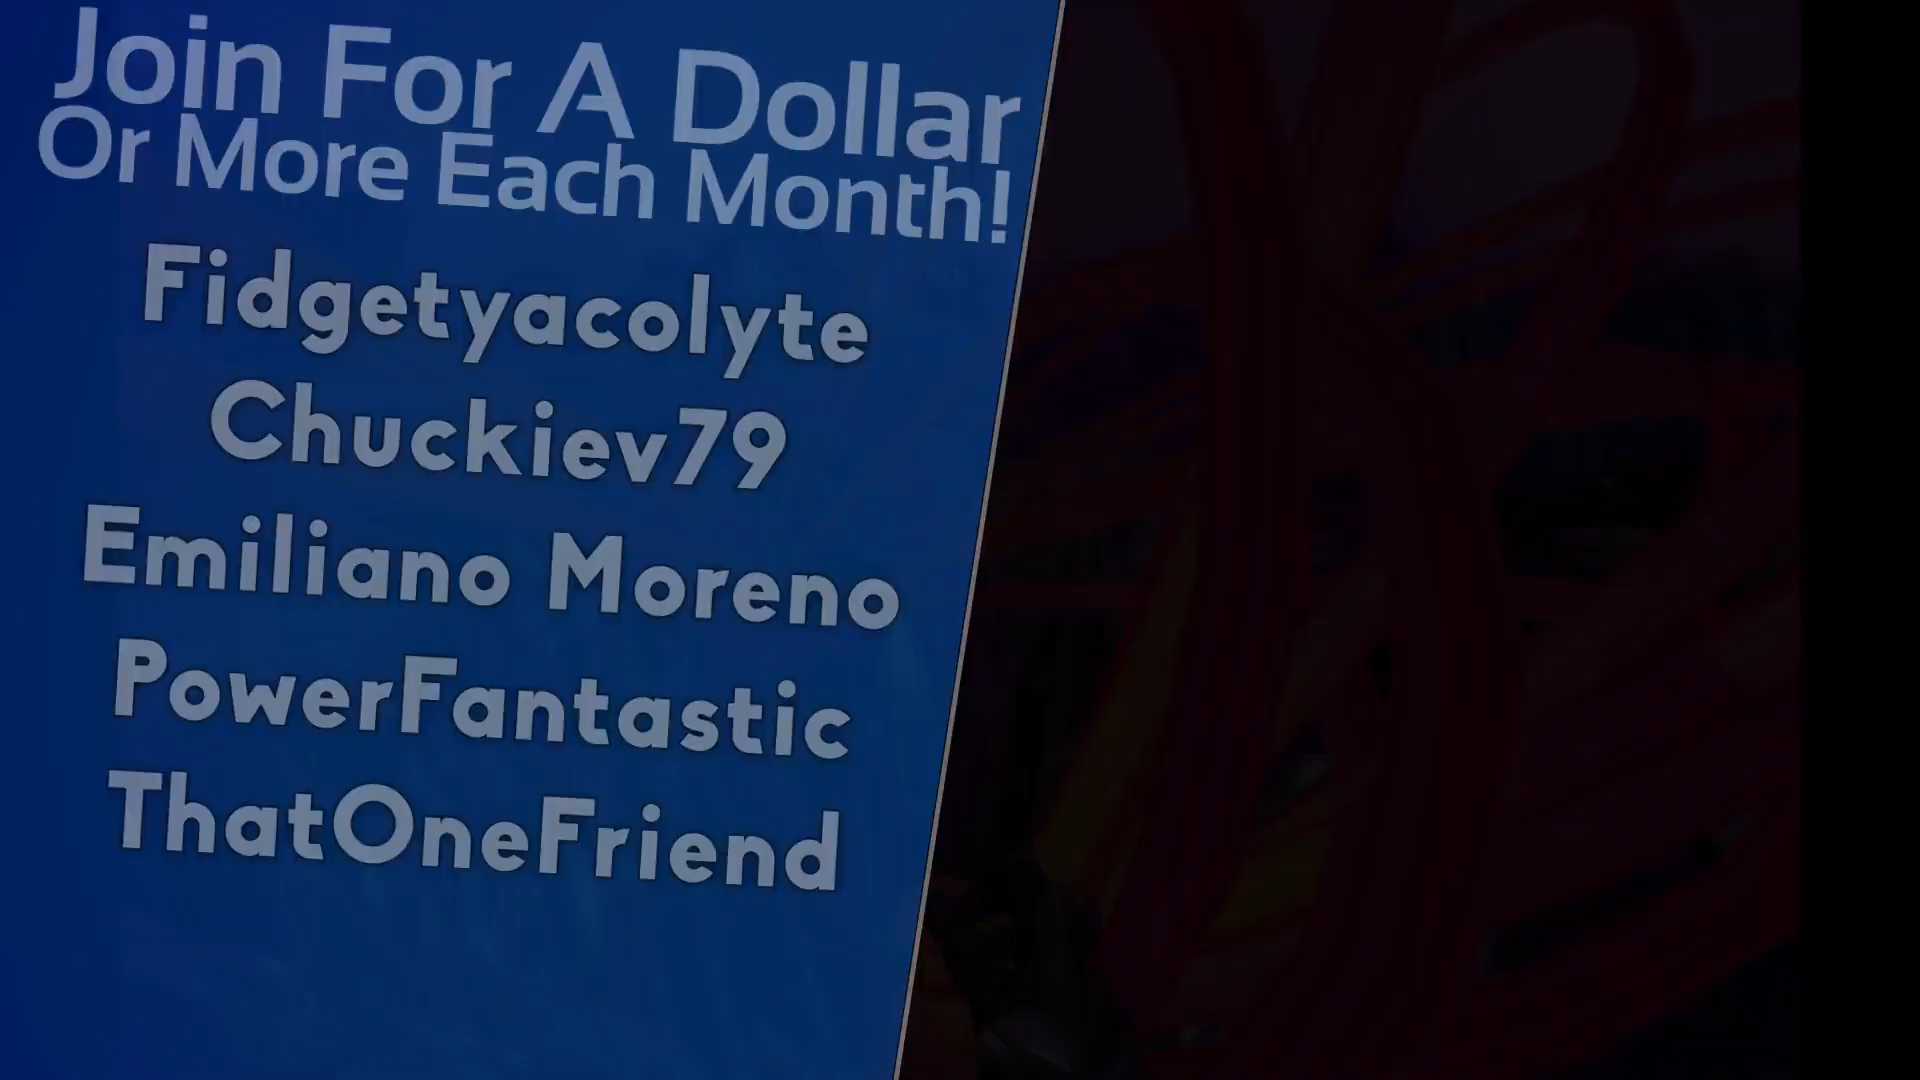 Join For A Dollar
Or More Each Month!
Fidgetyacolyte
Chuckiev79
Emiliano Moreno
PowerFantastic
ThatOneFriend